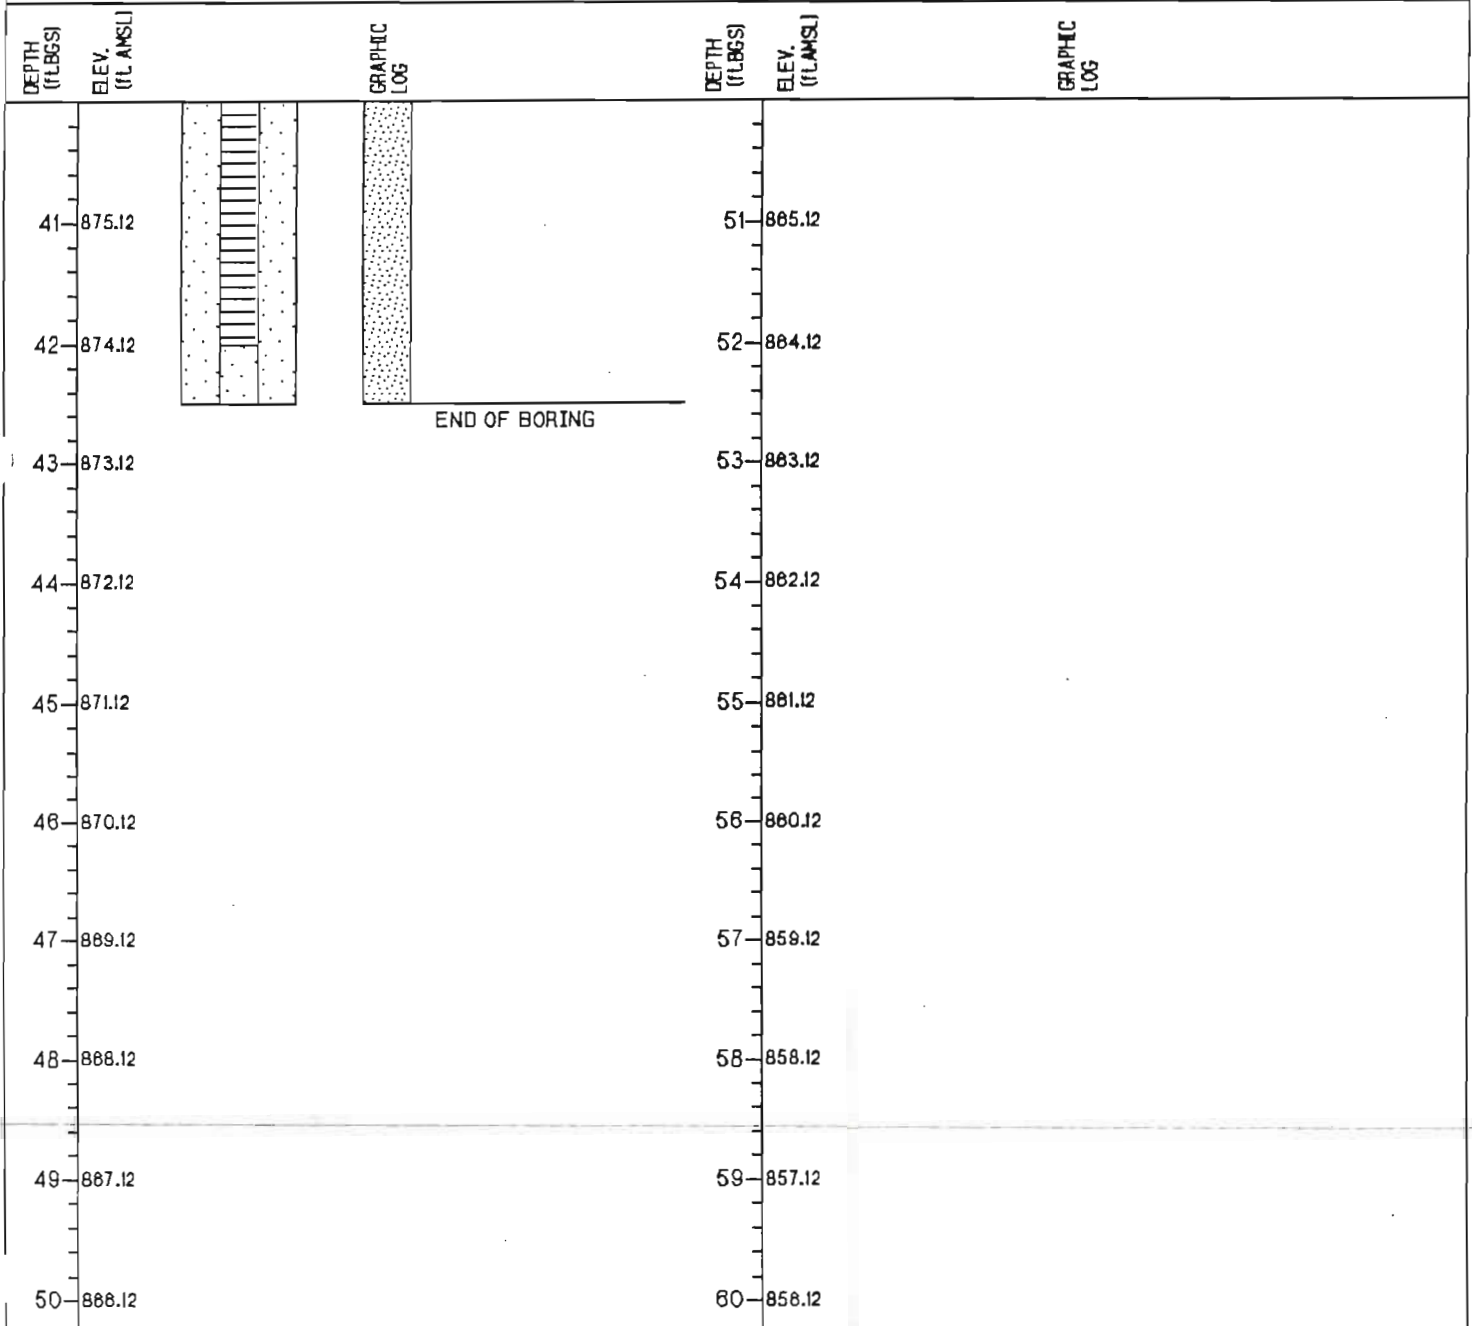 DEPTH
(ft.BGS)
ELEV.
(ft. AMSL)
GRAPHIC
LOG
41 875.12
42 874.12
END OF BORING
43 873.12
44 872.12
45 871.12
46 870.12
47 869.12
48 868.12
49 867.12
50 866.12
DEPTH
(ft.BGS)
ELEV.
(ft.AMSL)
GRAPHIC
LOG
51 865.12
52 864.12
53 863.12
54 862.12
55 861.12
56 860.12
57 859.12
58 858.12
59 857.12
60 856.12